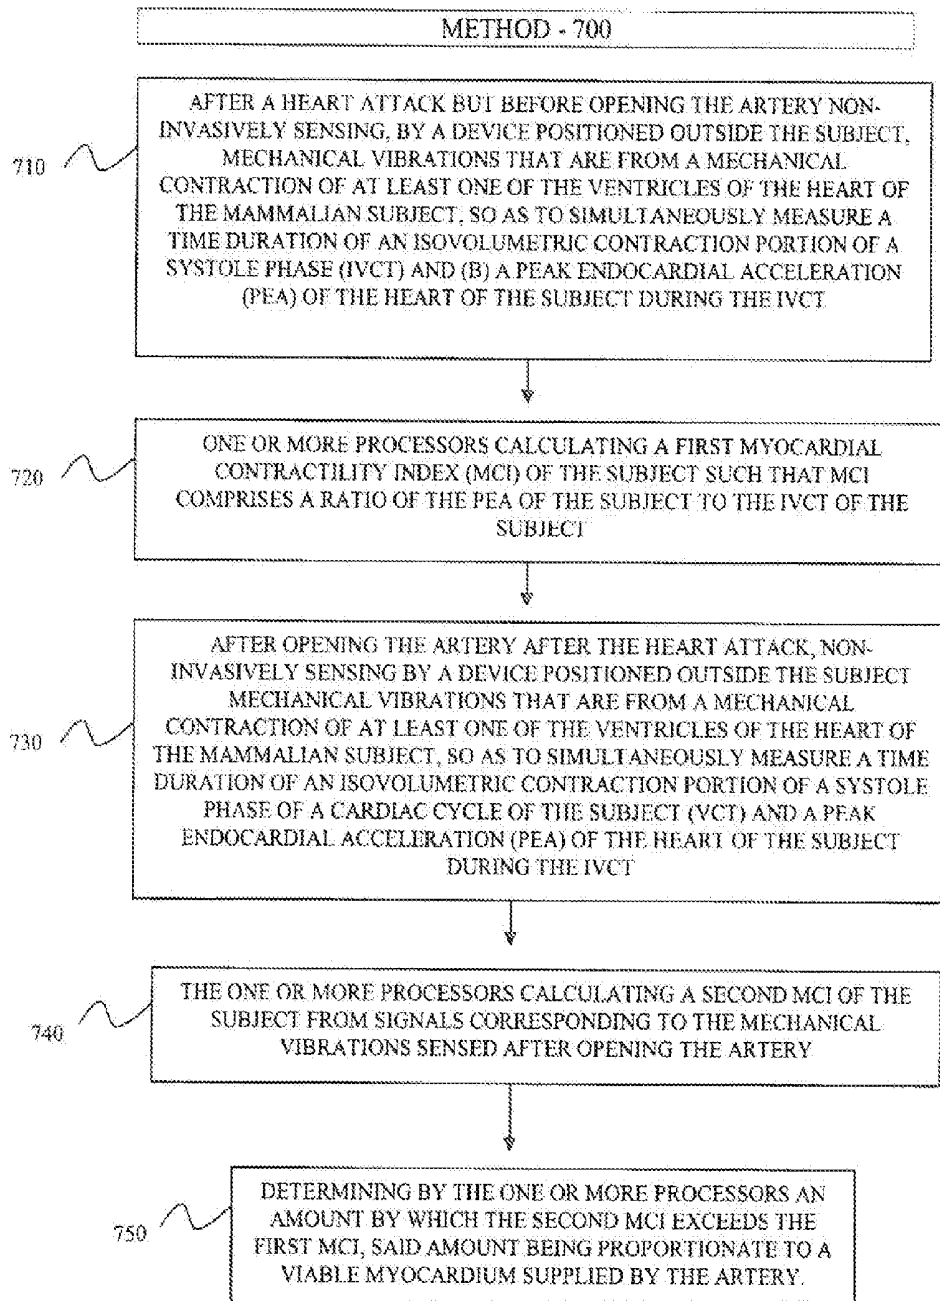 METHOD - 700
710
AFTER A HEART ATTACK BUT BEFORE OPENING THE ARTERY NON-
INVASIVELY SENSING, BY A DEVICE POSITIONED OUTSIDE THE SUBJECT,
MECHANICAL VIBRATIONS THAT ARE FROM A MECHANICAL
CONTRACTION OF AT LEAST ONE OF THE VENTRICLES OF THE HEART OF
THE MAMMALIAN SUBJECT, SO AS TO SIMULTANEOUSLY MEASURE A
TIME DURATION OF AN ISOVOLUMETRIC CONTRACTION PORTION OF A
SYSTOLE PHASE (IVCT) AND (B) A PEAK ENDOCARDIAL ACCELERATION
(PEA) OF THE HEART OF THE SUBJECT DURING THE IVCT
720
ONE OR MORE PROCESSORS CALCULATING A FIRST MYOCARDIAL
CONTRACTILITY INDEX (MCI) OF THE SUBJECT SUCH THAT MCI
COMPRISES A RATIO OF THE PEA OF THE SUBJECT TO THE IVCT OF THE
SUBJECT
730
AFTER OPENING THE ARTERY AFTER THE HEART ATTACK, NON-
INVASIVELY SENSING BY A DEVICE POSITIONED OUTSIDE THE SUBJECT
MECHANICAL VIBRATIONS THAT ARE FROM A MECHANICAL
CONTRACTION OF AT LEAST ONE OF THE VENTRICLES OF THE HEART OF
THE MAMMALIAN SUBJECT, SO AS TO SIMULTANEOUSLY MEASURE A TIME
DURATION OF AN ISOVOLUMETRIC CONTRACTION PORTION OF A SYSTOLE
PHASE OF A CARDIAC CYCLE OF THE SUBJECT (VCT) AND A PEAK
ENDOCARDIAL ACCELERATION (PEA) OF THE HEART OF THE SUBJECT
DURING THE IVCT
740
THE ONE OR MORE PROCESSORS CALCULATING A SECOND MCI OF THE
SUBJECT FROM SIGNALS CORRESPONDING TO THE MECHANICAL
VIBRATIONS SENSED AFTER OPENING THE ARTERY
750
DETERMINING BY THE ONE OR MORE PROCESSORS AN
AMOUNT BY WHICH THE SECOND MCI EXCEEDS THE
FIRST MCI, SAID AMOUNT BEING PROPORTIONATE TO A
VIABLE MYOCARDIUM SUPPLIED BY THE ARTERY.